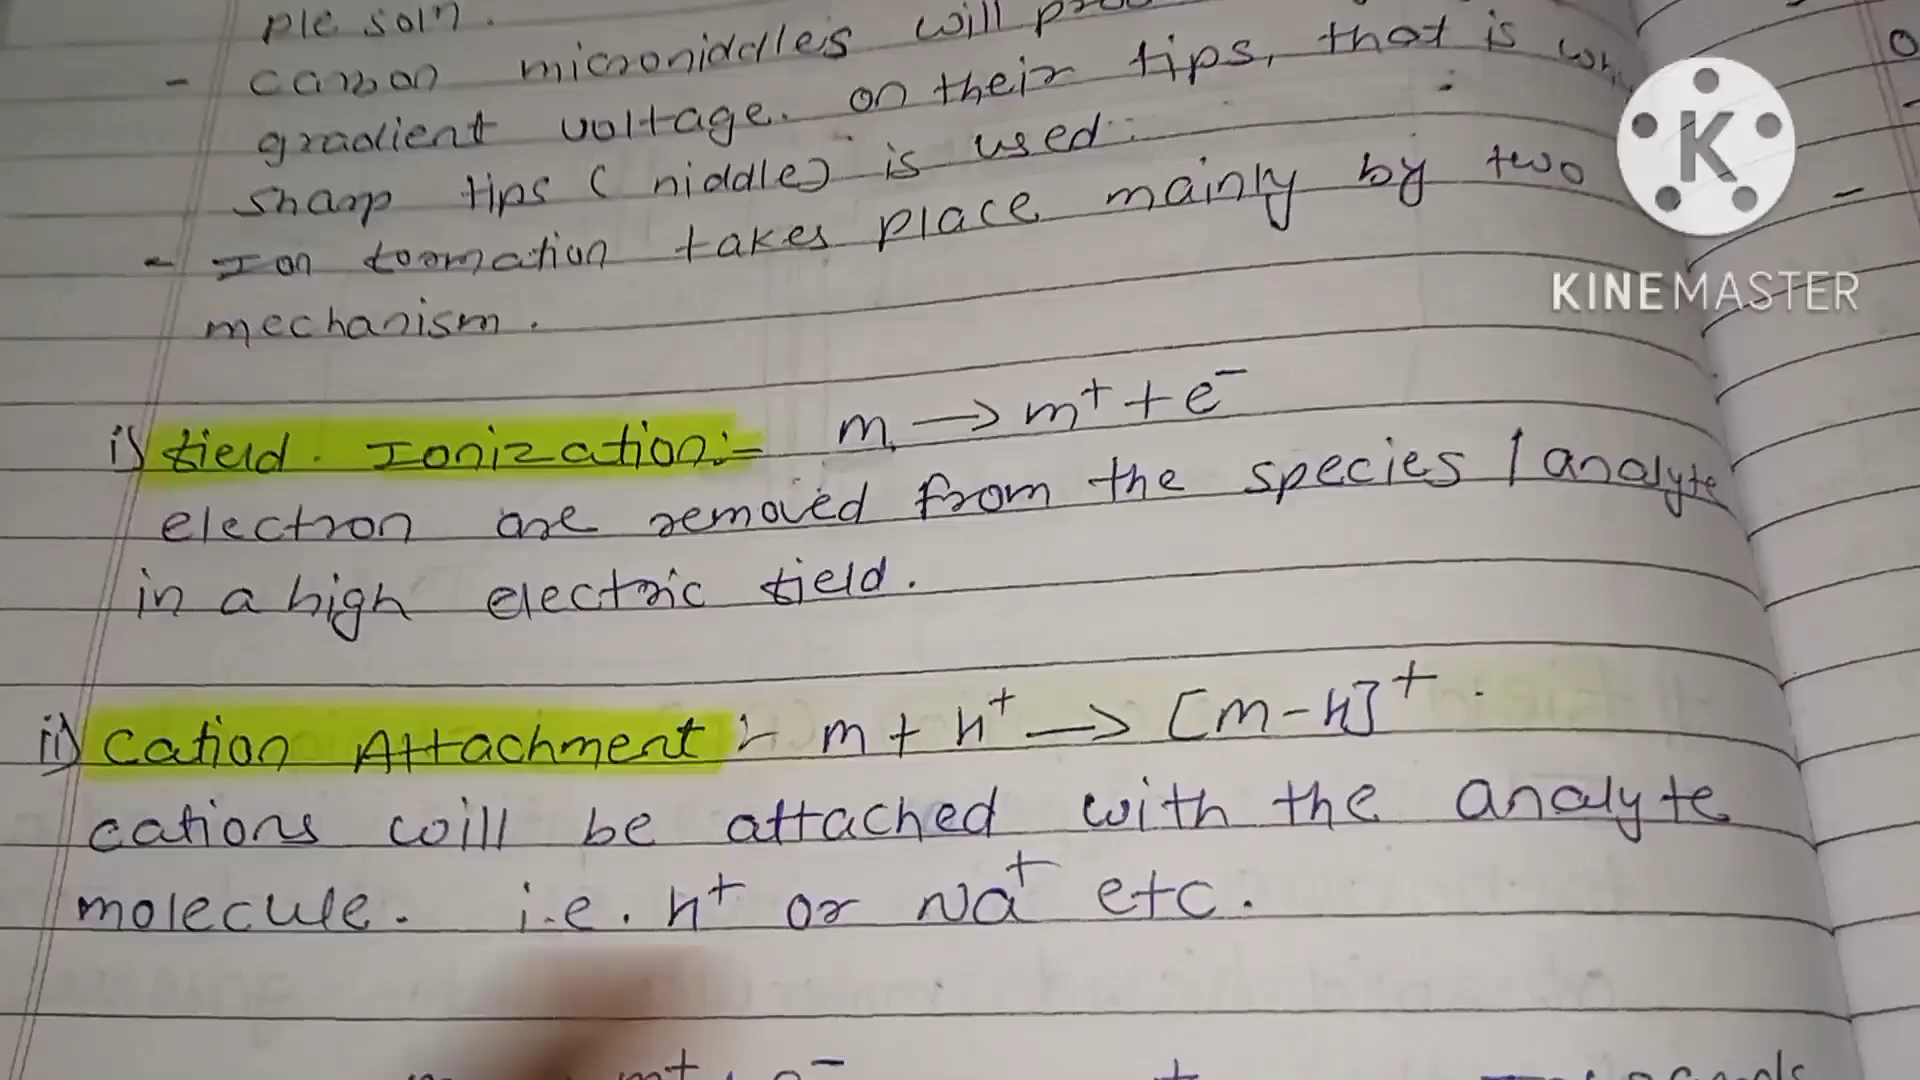 ple soln.
- carbon microniddles will
gradient voltage. on their tips, that is
sharp tips (niddle) is used.
- Ion formation takes place mainly by two
mechanism.
i) field Ionization:- m → m⁺ + e⁻
electron are removed from the species / analyte
in a high electric field.
ii) Cation Attachment :- m + H⁺ → [m-H]⁺.
cations will be attached with the analyte
molecule. i.e. H⁺ or Na⁺ etc.
KINEMASTER